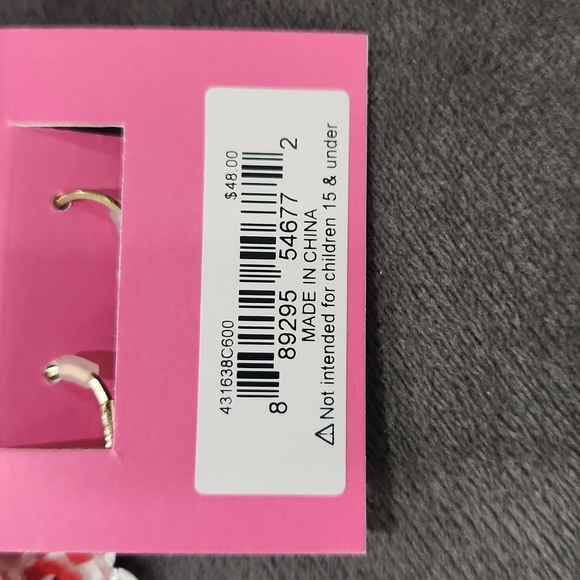 431638C600 $48.00
8 89295 54677 2
MADE IN CHINA
⚠Not intended for children 15 & under